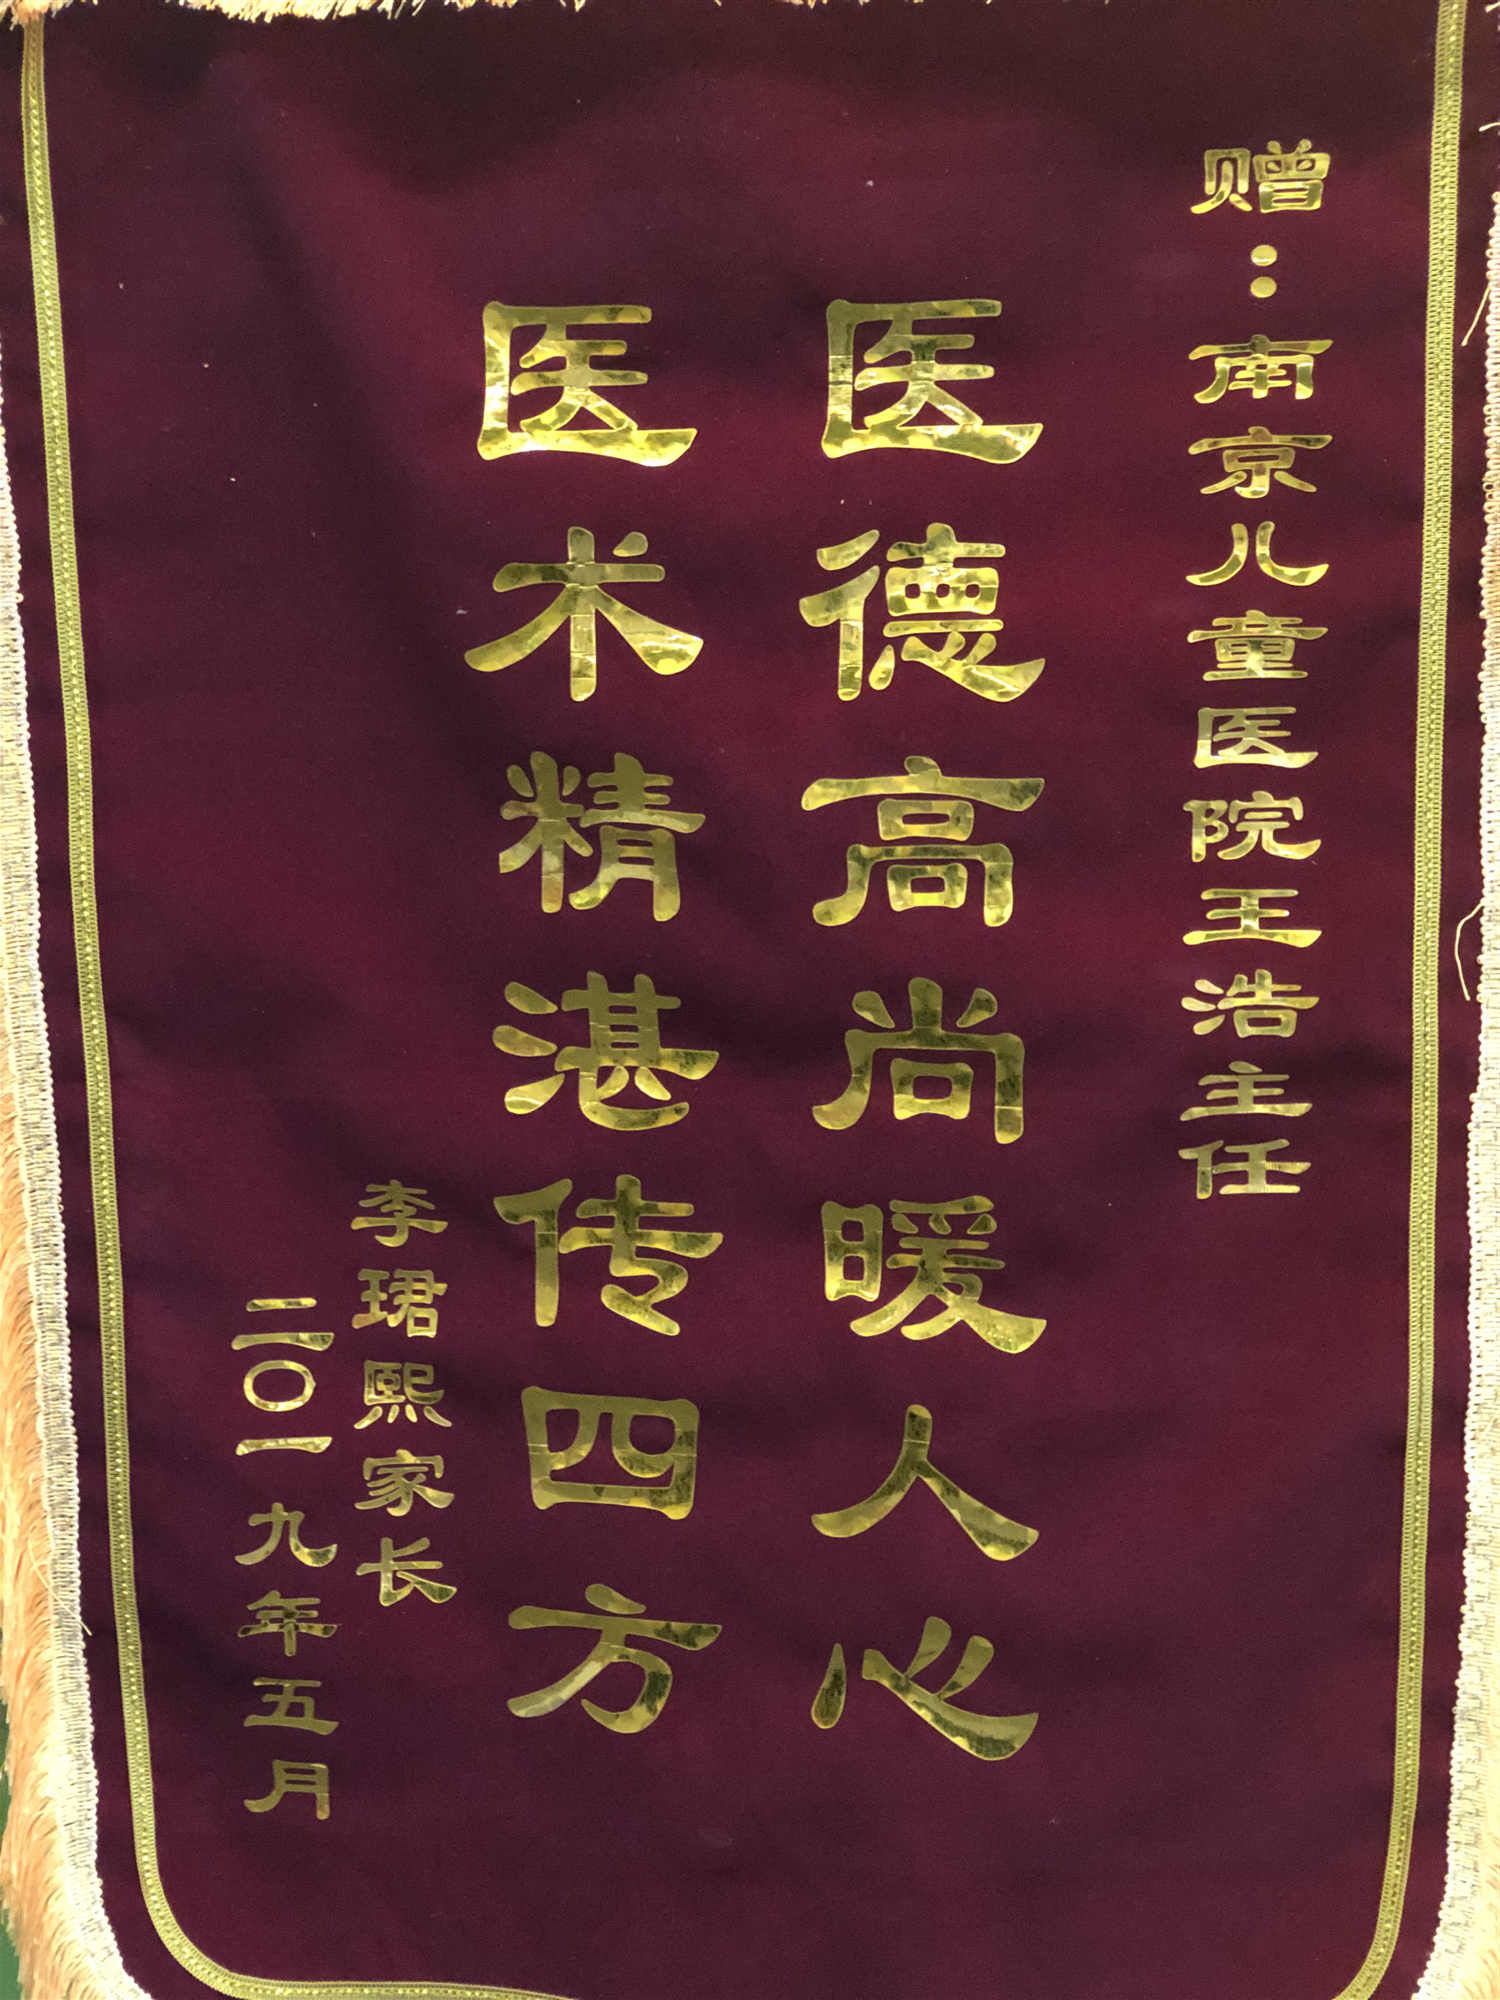 赠：南京儿童医院王浩主任
医德高尚暖人心
医术精湛传四方
李珺熙家长
二〇一九年五月